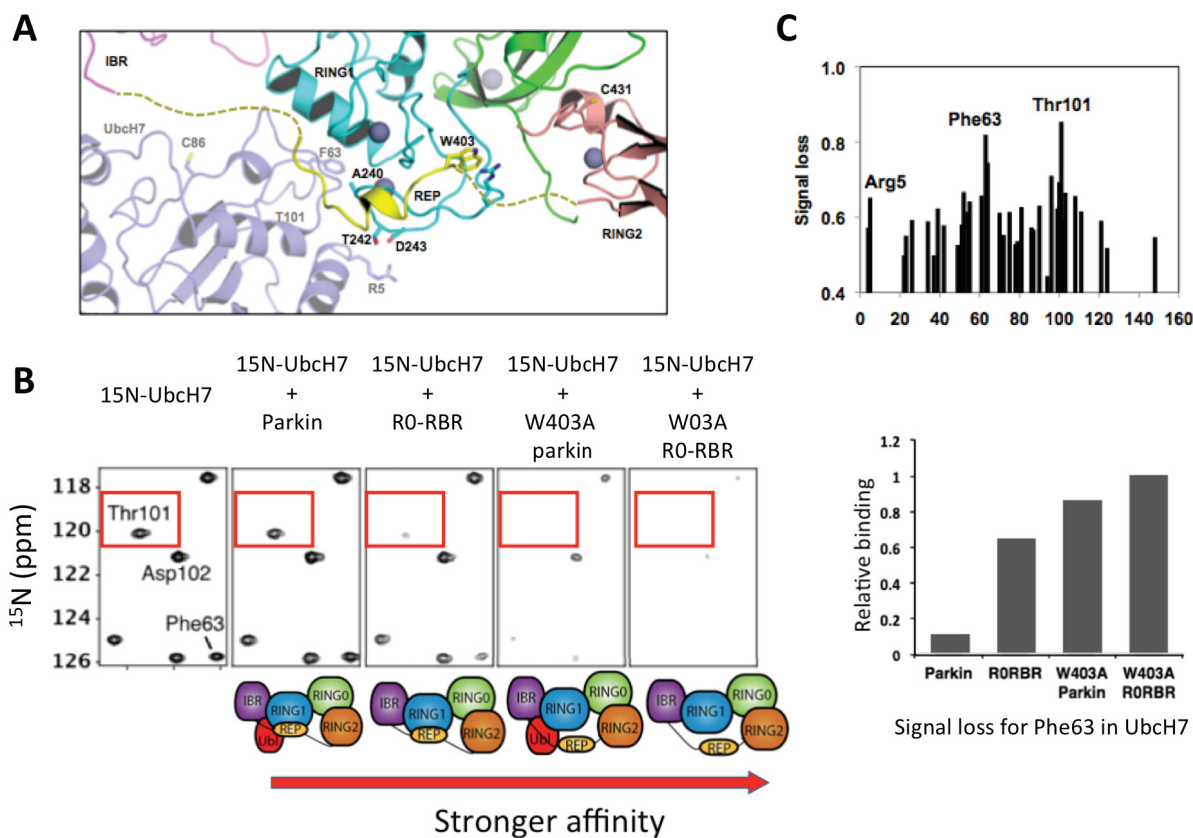 A
IBR
RING1
C431
UbcH7
C86
F63
W403
A240
REP
T101
T242
D243
RING2
R5
C
1.0
0.8
0.6
0.4
Signal loss
Arg5
Phe63
Thr101
0 20 40 60 80 100 120 140 160
B
15N-UbcH7
15N-UbcH7
+
Parkin
15N-UbcH7
+
R0-RBR
15N-UbcH7
+
W403A
parkin
15N-UbcH7
+
W03A
R0-RBR
15N (ppm)
118
120
122
124
126
Thr101
Asp102
Phe63
IBR RING1 RING0 RING2 REP Ubl
IBR RING1 RING0 RING2 REP
IBR RING1 RING0 RING2 REP Ubl
IBR RING1 RING0 RING2 REP
Stronger affinity
Relative binding
1.2
1
0.8
0.6
0.4
0.2
0
Parkin R0RBR W403A Parkin W403A R0RBR
Signal loss for Phe63 in UbcH7